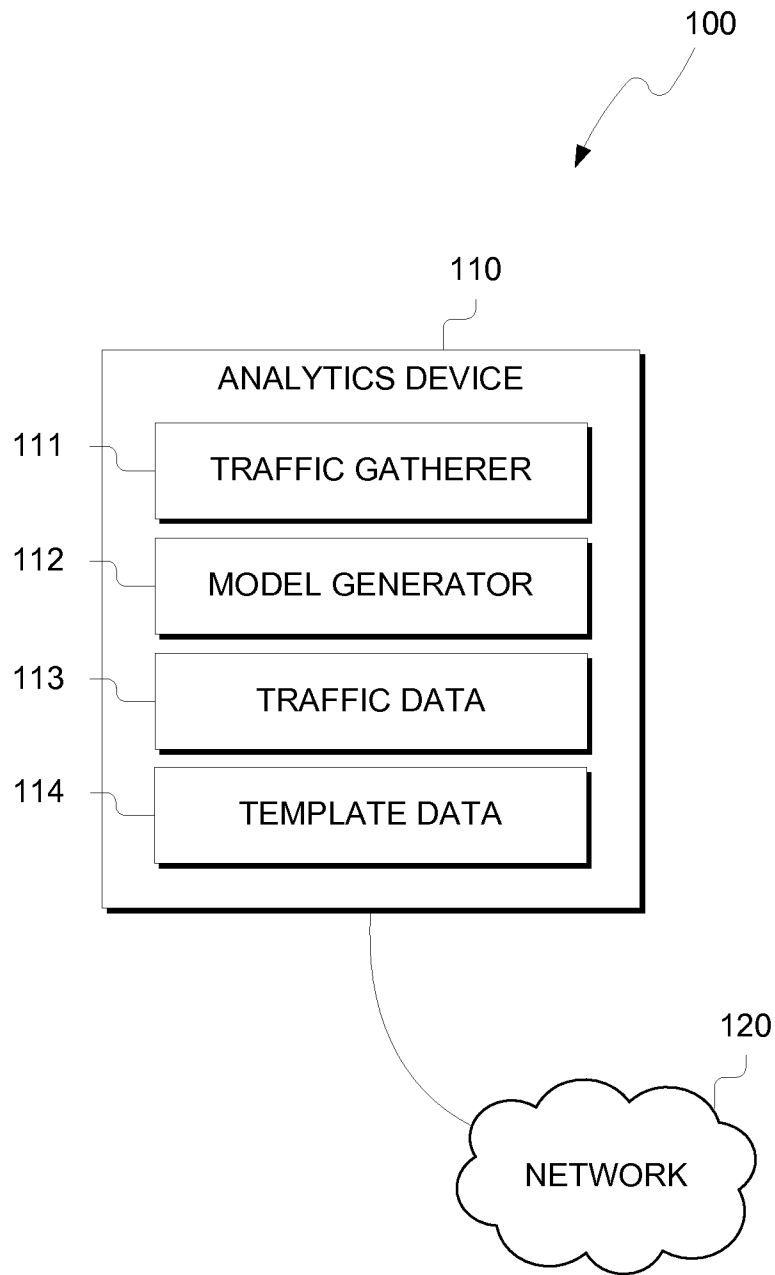 100
110
ANALYTICS DEVICE
111
TRAFFIC GATHERER
112
MODEL GENERATOR
113
TRAFFIC DATA
114
TEMPLATE DATA
120
NETWORK